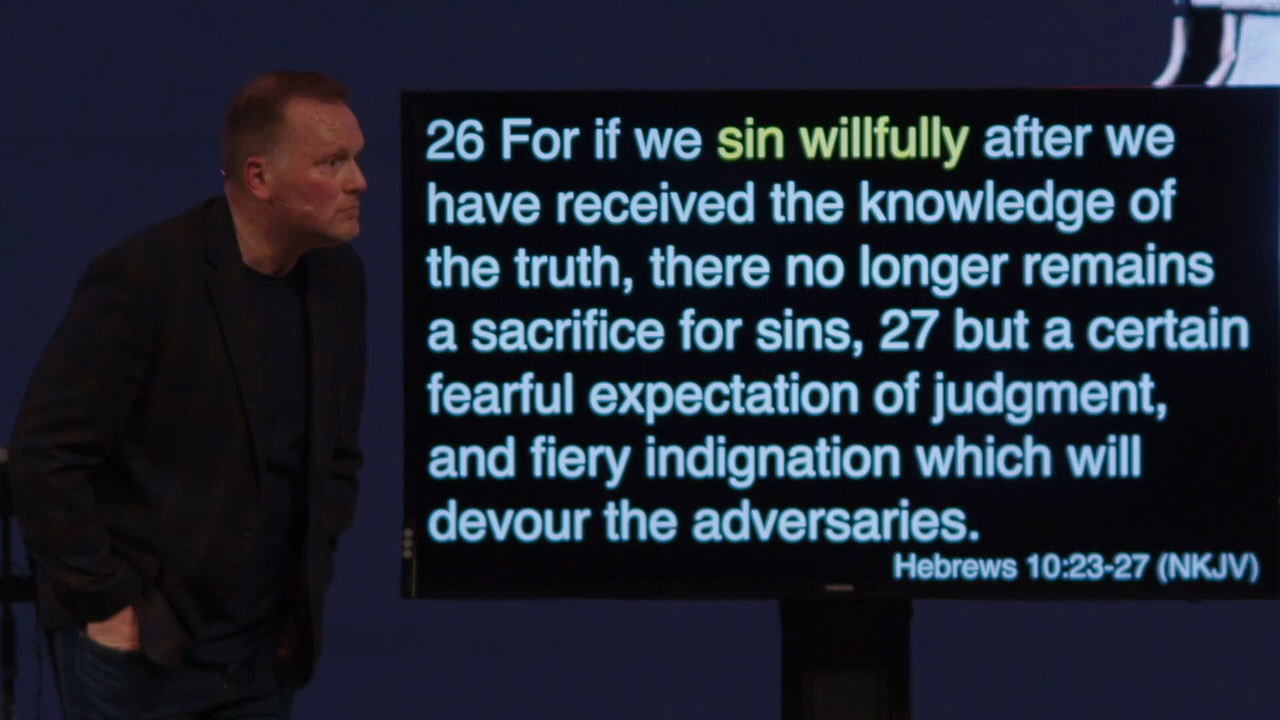 26 For if we sin willfully after we
have received the knowledge of
the truth, there no longer remains
a sacrifice for sins, 27 but a certain
fearful expectation of judgment,
and fiery indignation which will
devour the adversaries.
Hebrews 10:23-27 (NKJV)